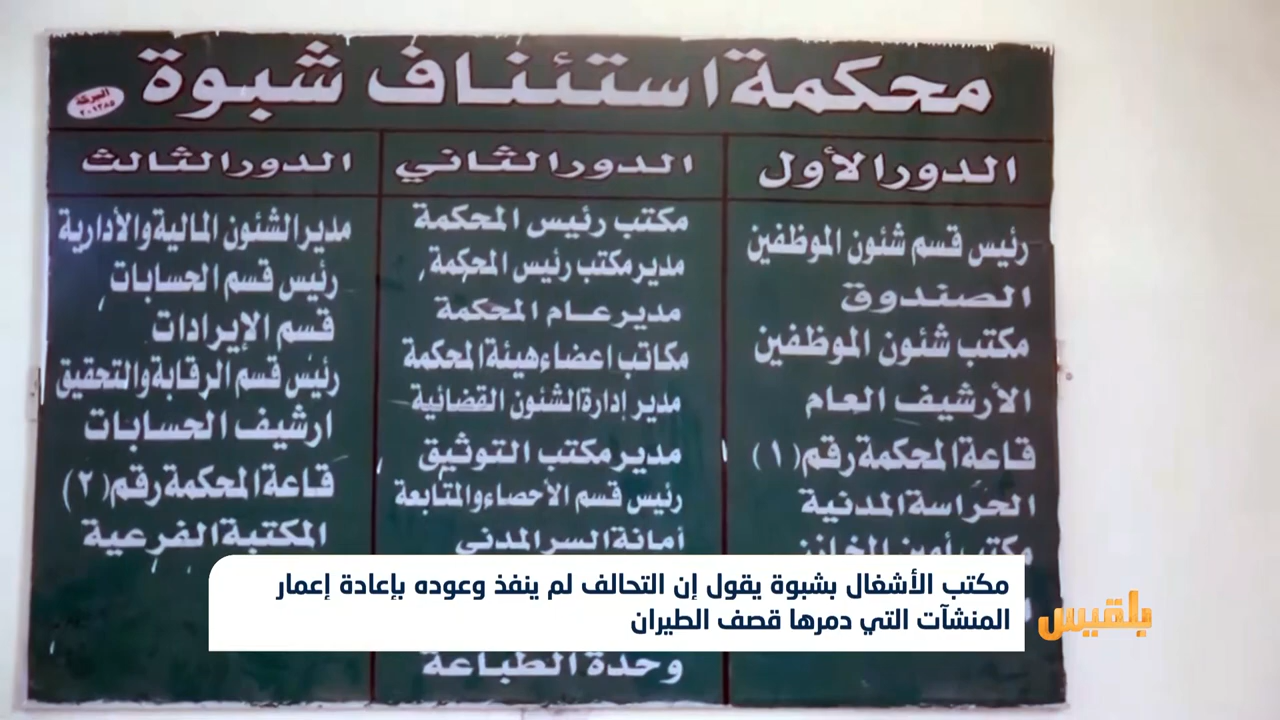 محكمة استئناف شبوة
البركة
الدور الأول
رئيس قسم شئون الموظفين
الصندوق
مكتب شئون الموظفين
الأرشيف العام
قاعة المحكمة رقم (١)
الحراسة المدنية
الدور الثاني
مكتب رئيس المحكمة
مدير مكتب رئيس المحكمة
مدير عام المحكمة
مكاتب اعضاء هيئة المحكمة
مدير إدارة الشئون القضائية
مدير مكتب التوثيق
رئيس قسم الأحصاء والمتابعة
أمانة السر المدني
وحدة الطباعة
الدور الثالث
مدير الشئون المالية والأدارية
رئيس قسم الحسابات
قسم الإيرادات
رئيس قسم الرقابة والتحقيق
ارشيف الحسابات
قاعة المحكمة رقم (٢)
المكتبة الفرعية
مكتب الأشغال بشبوة يقول إن التحالف لم ينفذ وعوده بإعادة إعمار
المنشآت التي دمرها قصف الطيران
بلقيس